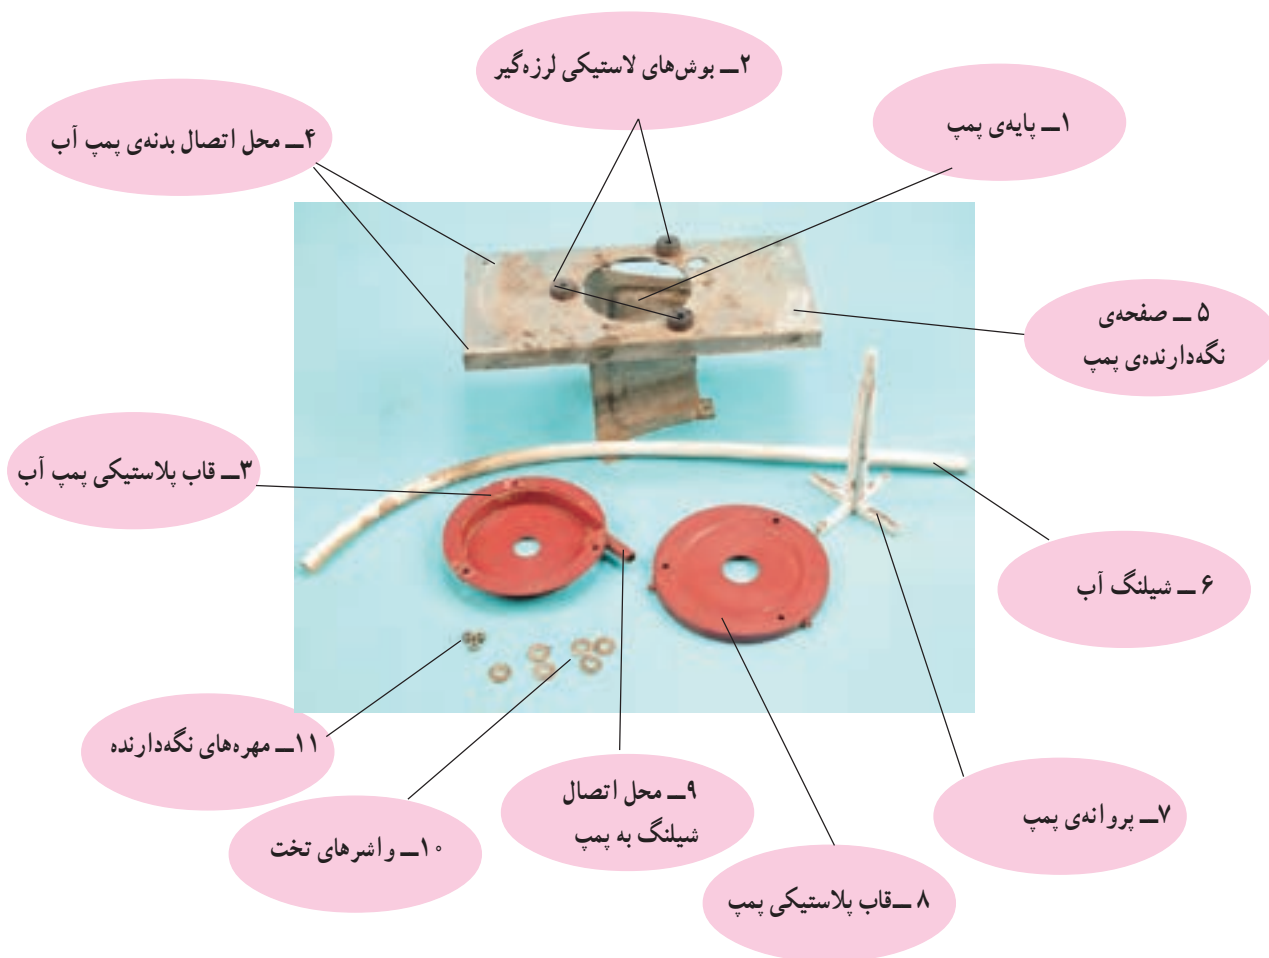 ۱ــ پایه‌ی پمپ
۲ــ بوش‌های لاستیکی لرزه‌گیر
۳ــ قاب پلاستیکی پمپ آب
۴ــ محل اتصال بدنه‌ی پمپ آب
۵ ــ صفحه‌ی
نگه‌دارنده‌ی پمپ
۶ ــ شیلنگ آب
۷ــ پروانه‌ی پمپ
۸ ــ قاب پلاستیکی پمپ
۹ــ محل اتصال
شیلنگ به پمپ
۱۰ــ واشرهای تخت
۱۱ــ مهره‌های نگه‌دارنده